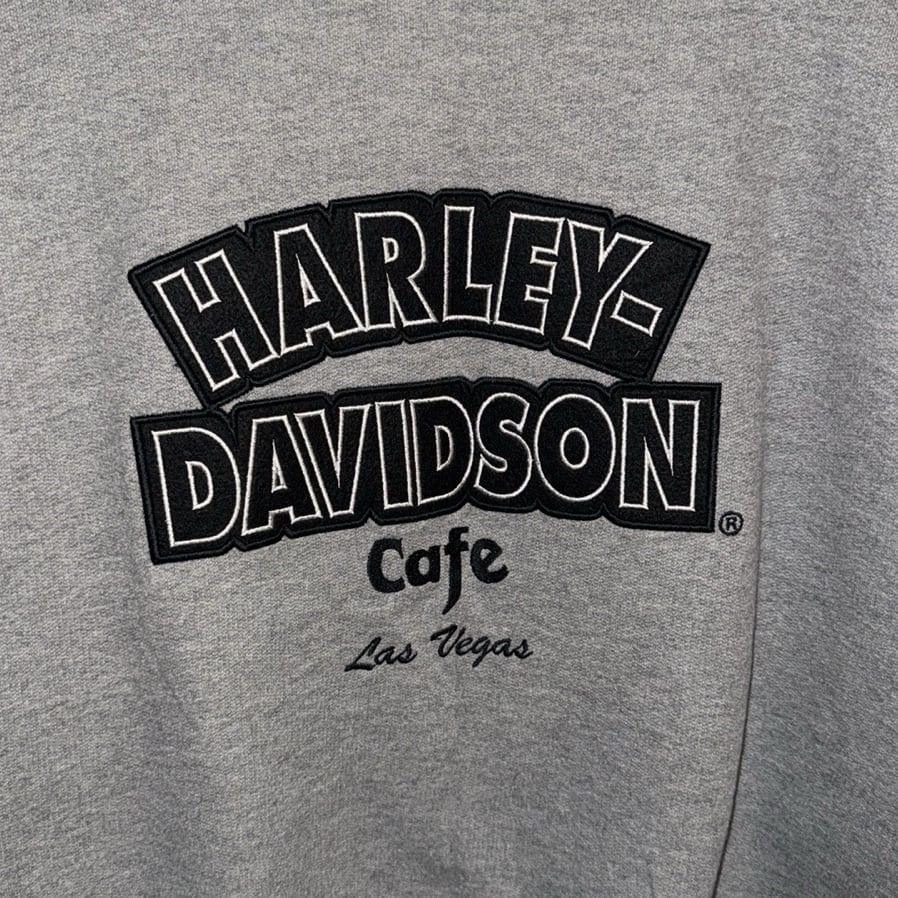 HARLEY-
DAVIDSON®
Cafe
Las Vegas